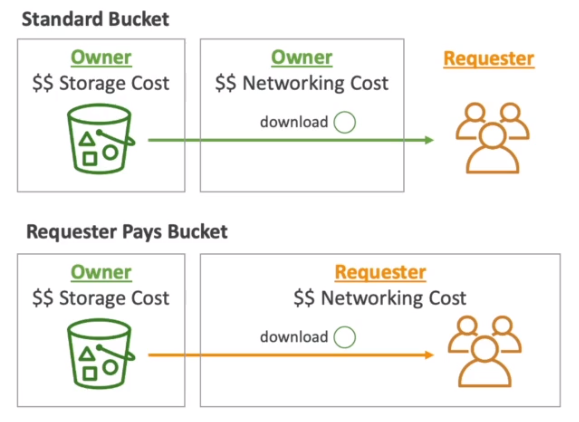 Standard Bucket
Owner
$$ Storage Cost
Owner
$$ Networking Cost
download
Requester
Requester Pays Bucket
Owner
$$ Storage Cost
Requester
$$ Networking Cost
download